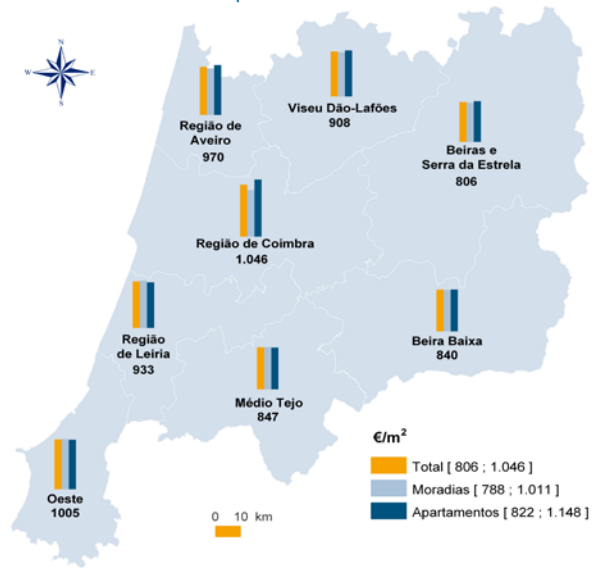 N
W
E
S
Viseu Dão-Lafões
908
Região de
Aveiro
970
Beiras e
Serra da Estrela
806
Região de Coimbra
1.046
Região
de Leiria
933
Beira Baixa
840
Médio Tejo
847
Oeste
1005
€/m²
Total [ 806 ; 1.046 ]
Moradias [ 788 ; 1.011 ]
Apartamentos [ 822 ; 1.148 ]
0 10 km